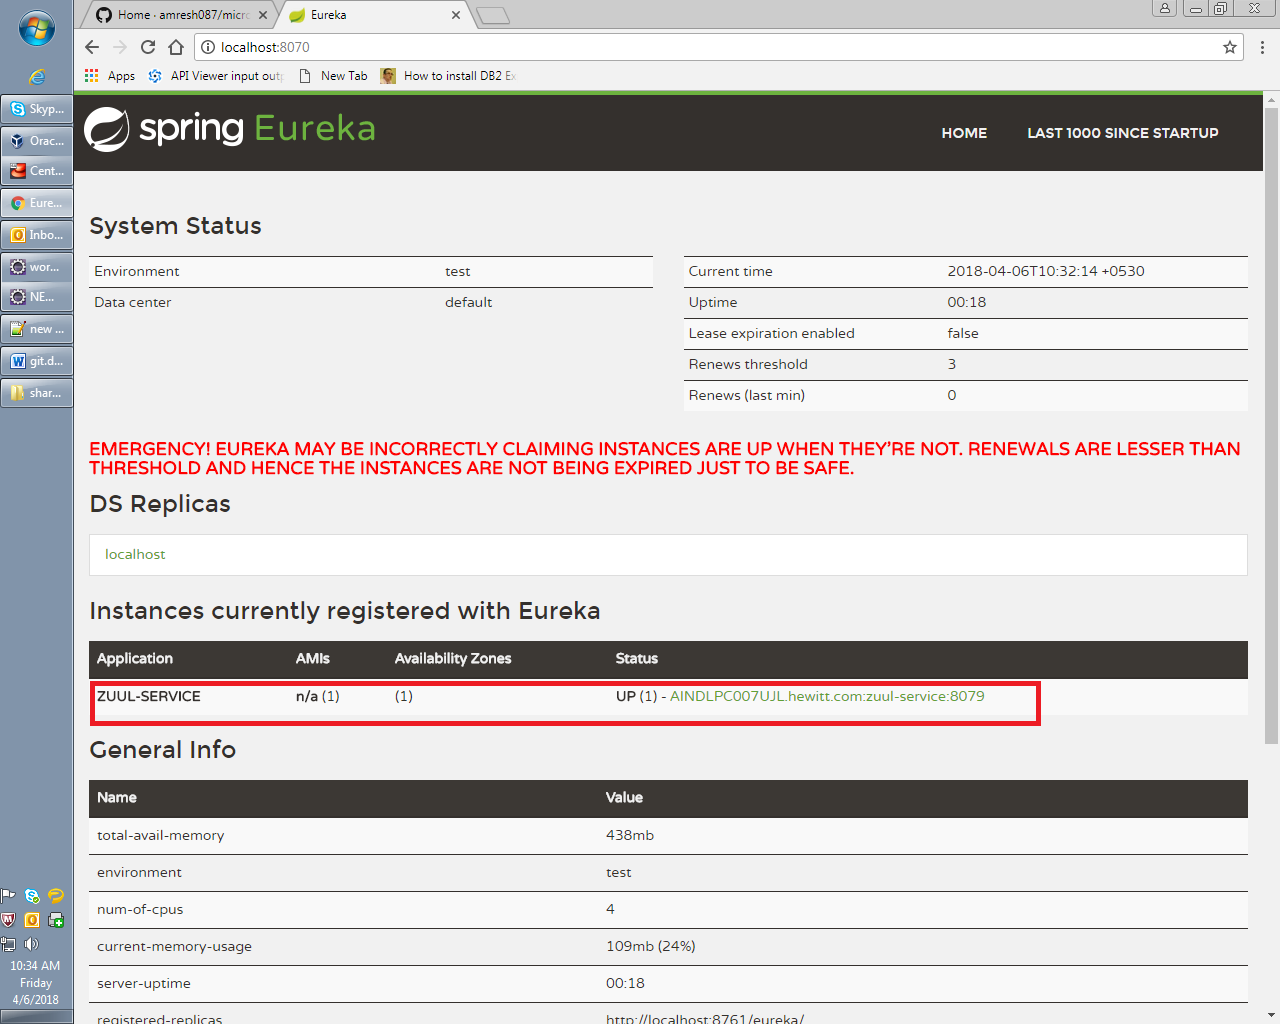 Home · amresh087/micro
Eureka
localhost:8070
Apps
API Viewer input outp
New Tab
How to install DB2 Ex
Skyp...
Orac...
Cent...
Eure...
Inbo...
wor...
NE...
new ...
git.d...
shar...
10:34 AM
Friday
4/6/2018
spring Eureka
HOME LAST 1000 SINCE STARTUP
System Status
Environment test
Data center default
Current time 2018-04-06T10:32:14 +0530
Uptime 00:18
Lease expiration enabled false
Renews threshold 3
Renews (last min) 0
EMERGENCY! EUREKA MAY BE INCORRECTLY CLAIMING INSTANCES ARE UP WHEN THEY'RE NOT. RENEWALS ARE LESSER THAN
THRESHOLD AND HENCE THE INSTANCES ARE NOT BEING EXPIRED JUST TO BE SAFE.
DS Replicas
localhost
Instances currently registered with Eureka
Application AMIs Availability Zones Status
ZUUL-SERVICE n/a (1) (1) UP (1) - AINDLPC007UJL.hewitt.com:zuul-service:8079
General Info
Name Value
total-avail-memory 438mb
environment test
num-of-cpus 4
current-memory-usage 109mb (24%)
server-uptime 00:18
registered-replicas http://localhost:8761/eureka/